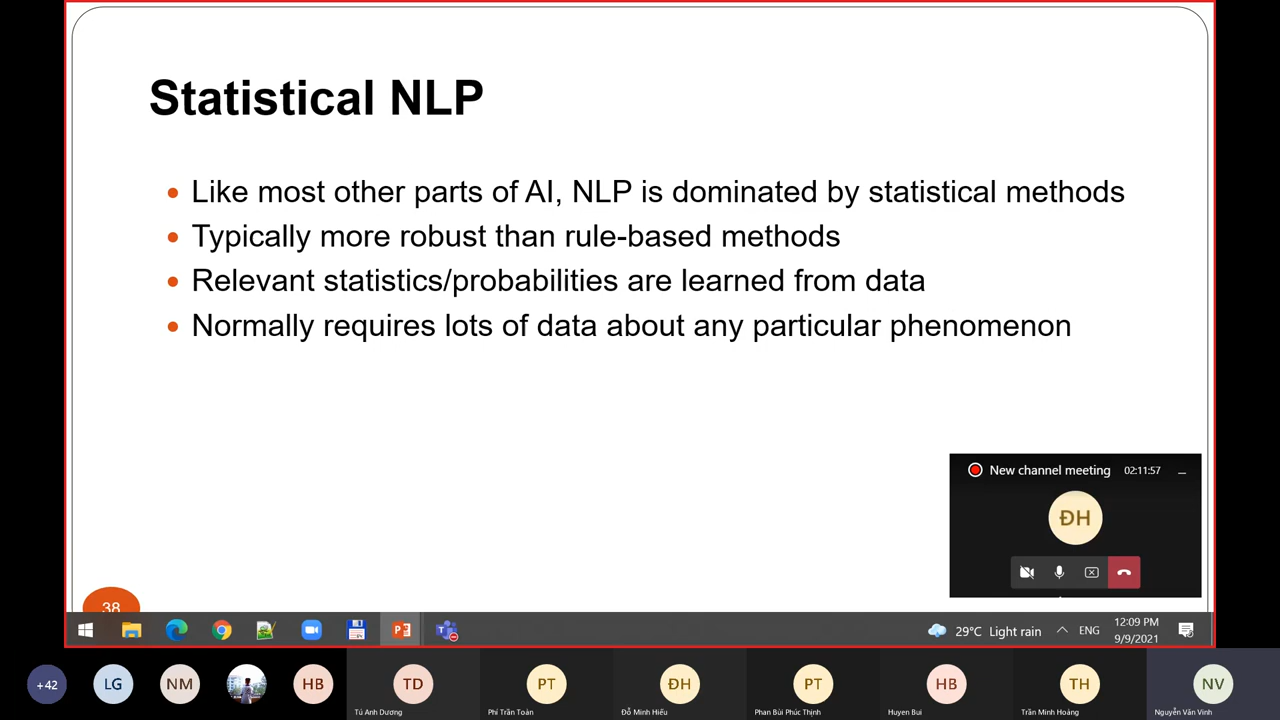 Statistical NLP
Like most other parts of AI, NLP is dominated by statistical methods
Typically more robust than rule-based methods
Relevant statistics/probabilities are learned from data
Normally requires lots of data about any particular phenomenon
New channel meeting 02:11:57
ĐH
38
29°C Light rain ENG 12:09 PM
9/9/2021
+42 LG NM HB TD PT ĐH PT HB TH NV
Tú Anh Dương Phí Trần Toán Đỗ Minh Hiếu Phan Bùi Phúc Thịnh Huyen Bui Trần Minh Hoàng Nguyễn Văn Vinh